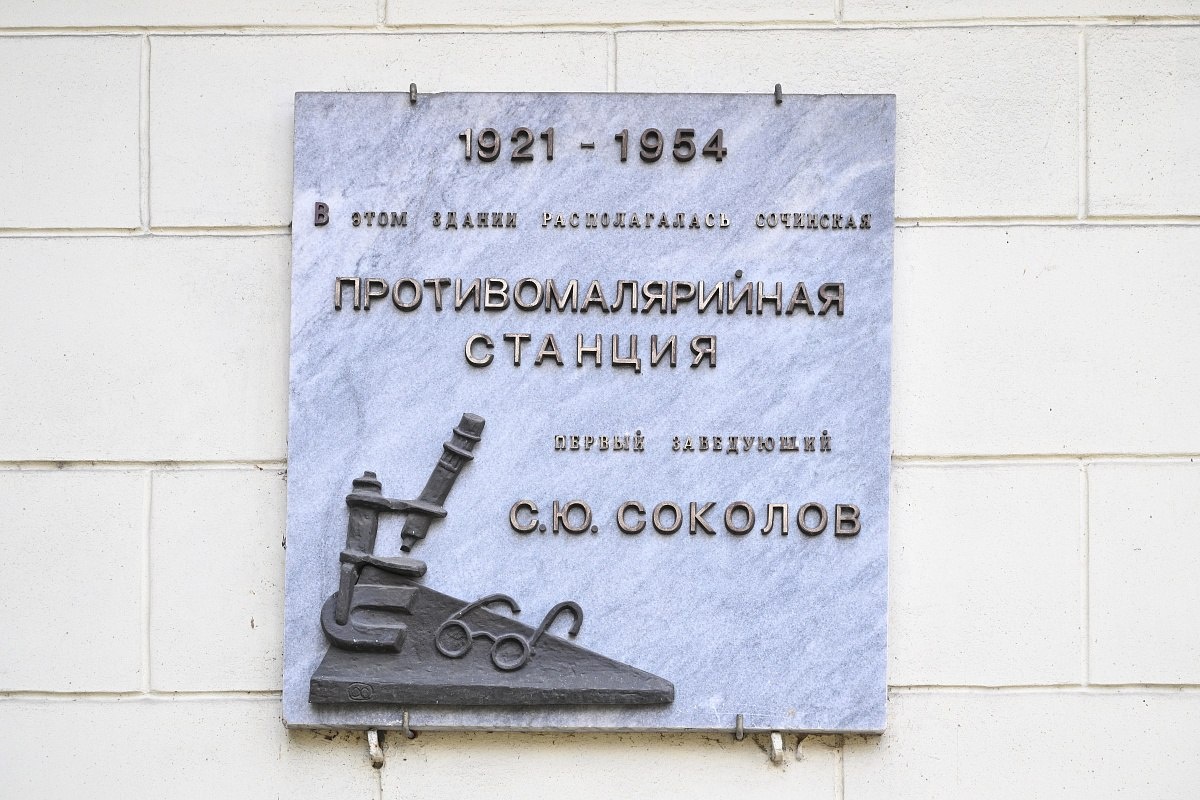 1921 - 1954
В ЭТОМ ЗДАНИИ РАСПОЛАГАЛАСЬ СОЧИНСКАЯ
ПРОТИВОМАЛЯРИЙНАЯ
СТАНЦИЯ
ПЕРВЫЙ ЗАВЕДУЮЩИЙ
С.Ю. СОКОЛОВ